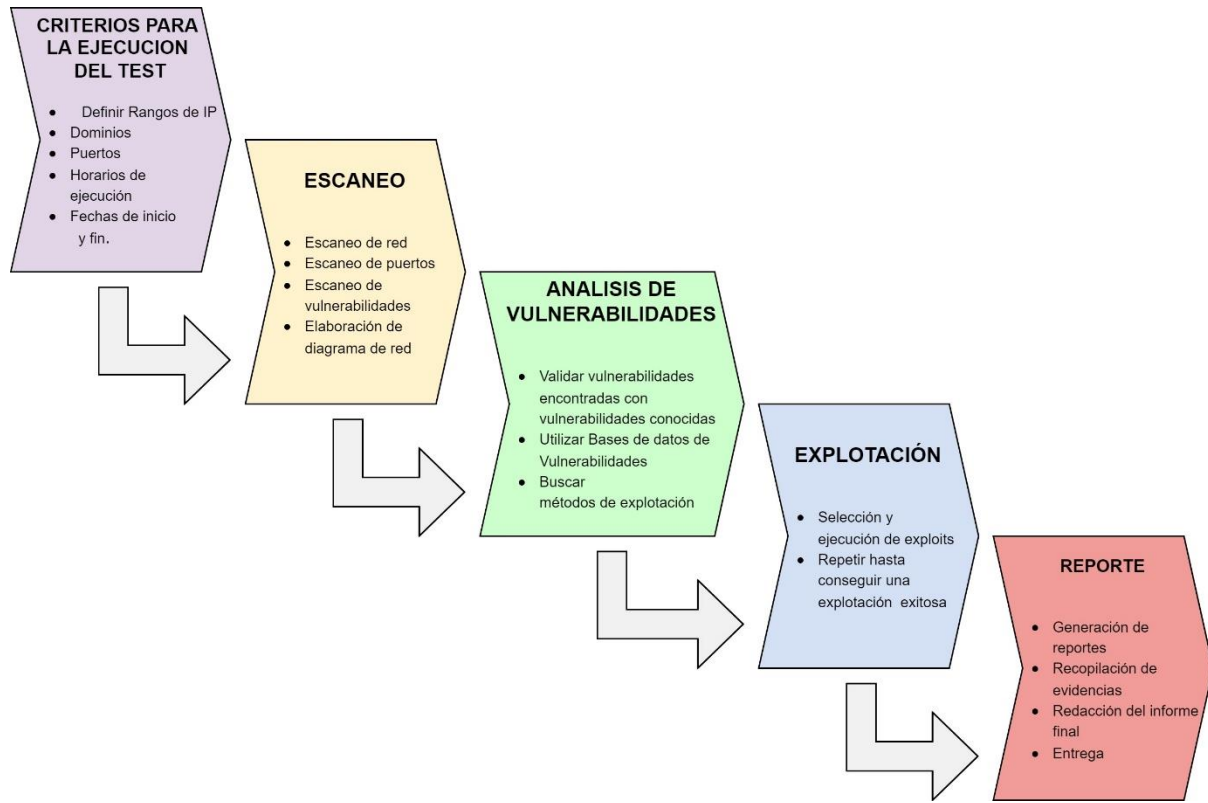 CRITERIOS PARA
LA EJECUCION
DEL TEST
● Definir Rangos de IP
● Dominios
● Puertos
● Horarios de
ejecución
● Fechas de inicio
y fin.
ESCANEO
● Escaneo de red
● Escaneo de puertos
● Escaneo de
vulnerabilidades
● Elaboración de
diagrama de red
ANALISIS DE
VULNERABILIDADES
● Validar vulnerabilidades
encontradas con
vulnerabilidades conocidas
● Utilizar Bases de datos de
Vulnerabilidades
● Buscar
métodos de explotación
EXPLOTACIÓN
● Selección y
ejecución de exploits
● Repetir hasta
conseguir una
explotación exitosa
REPORTE
● Generación de
reportes
● Recopilación de
evidencias
● Redacción del informe
final
● Entrega